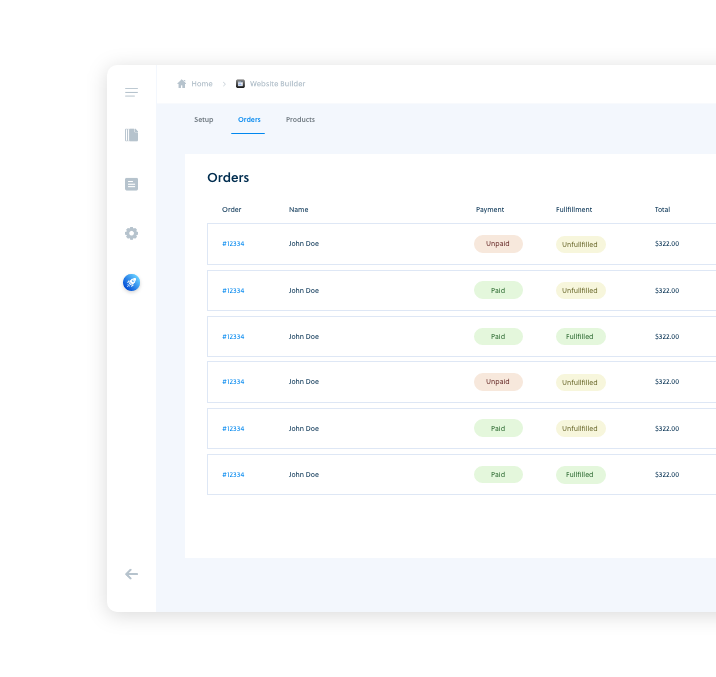 Home > Website Builder
Setup Orders Products
Orders
Order Name Payment Fullfillment Total
#12334 John Doe Unpaid Unfullfilled $322.00
#12334 John Doe Paid Unfullfilled $322.00
#12334 John Doe Paid Fullfilled $322.00
#12334 John Doe Unpaid Unfullfilled $322.00
#12334 John Doe Paid Unfullfilled $322.00
#12334 John Doe Paid Fullfilled $322.00